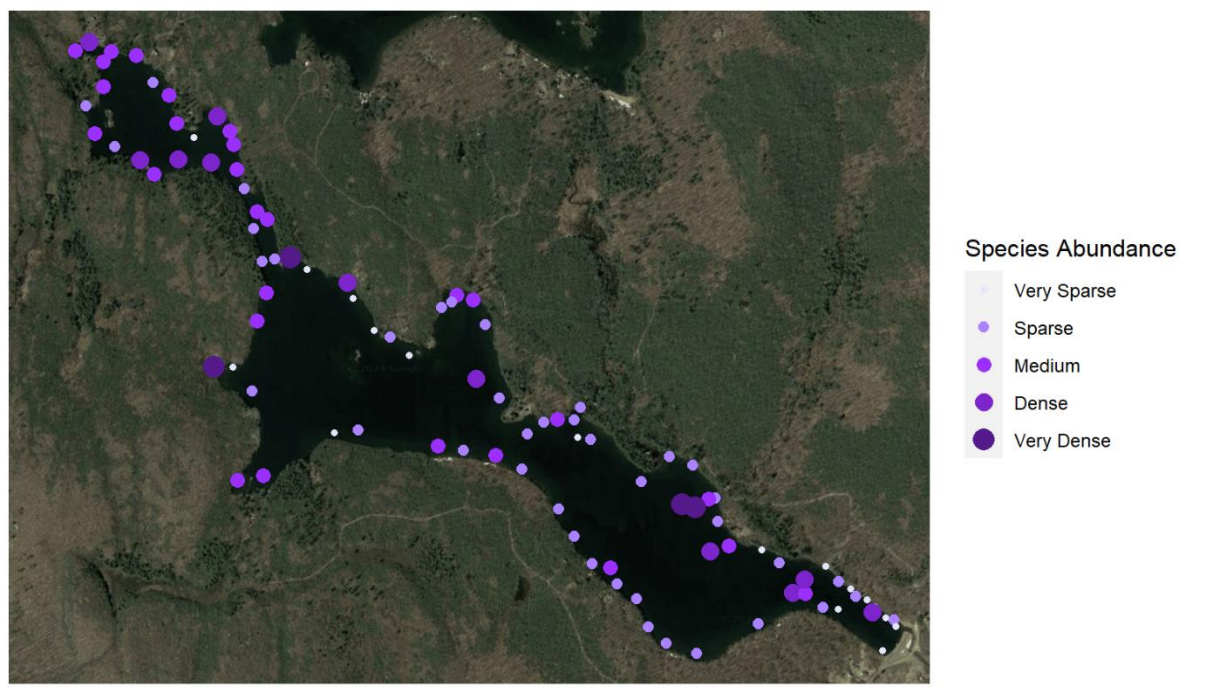 Species Abundance
Very Sparse
Sparse
Medium
Dense
Very Dense